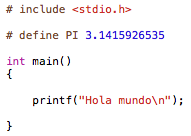 # include <stdio.h>
# define PI 3.1415926535
int main()
{
printf("Hola mundo\n");
}